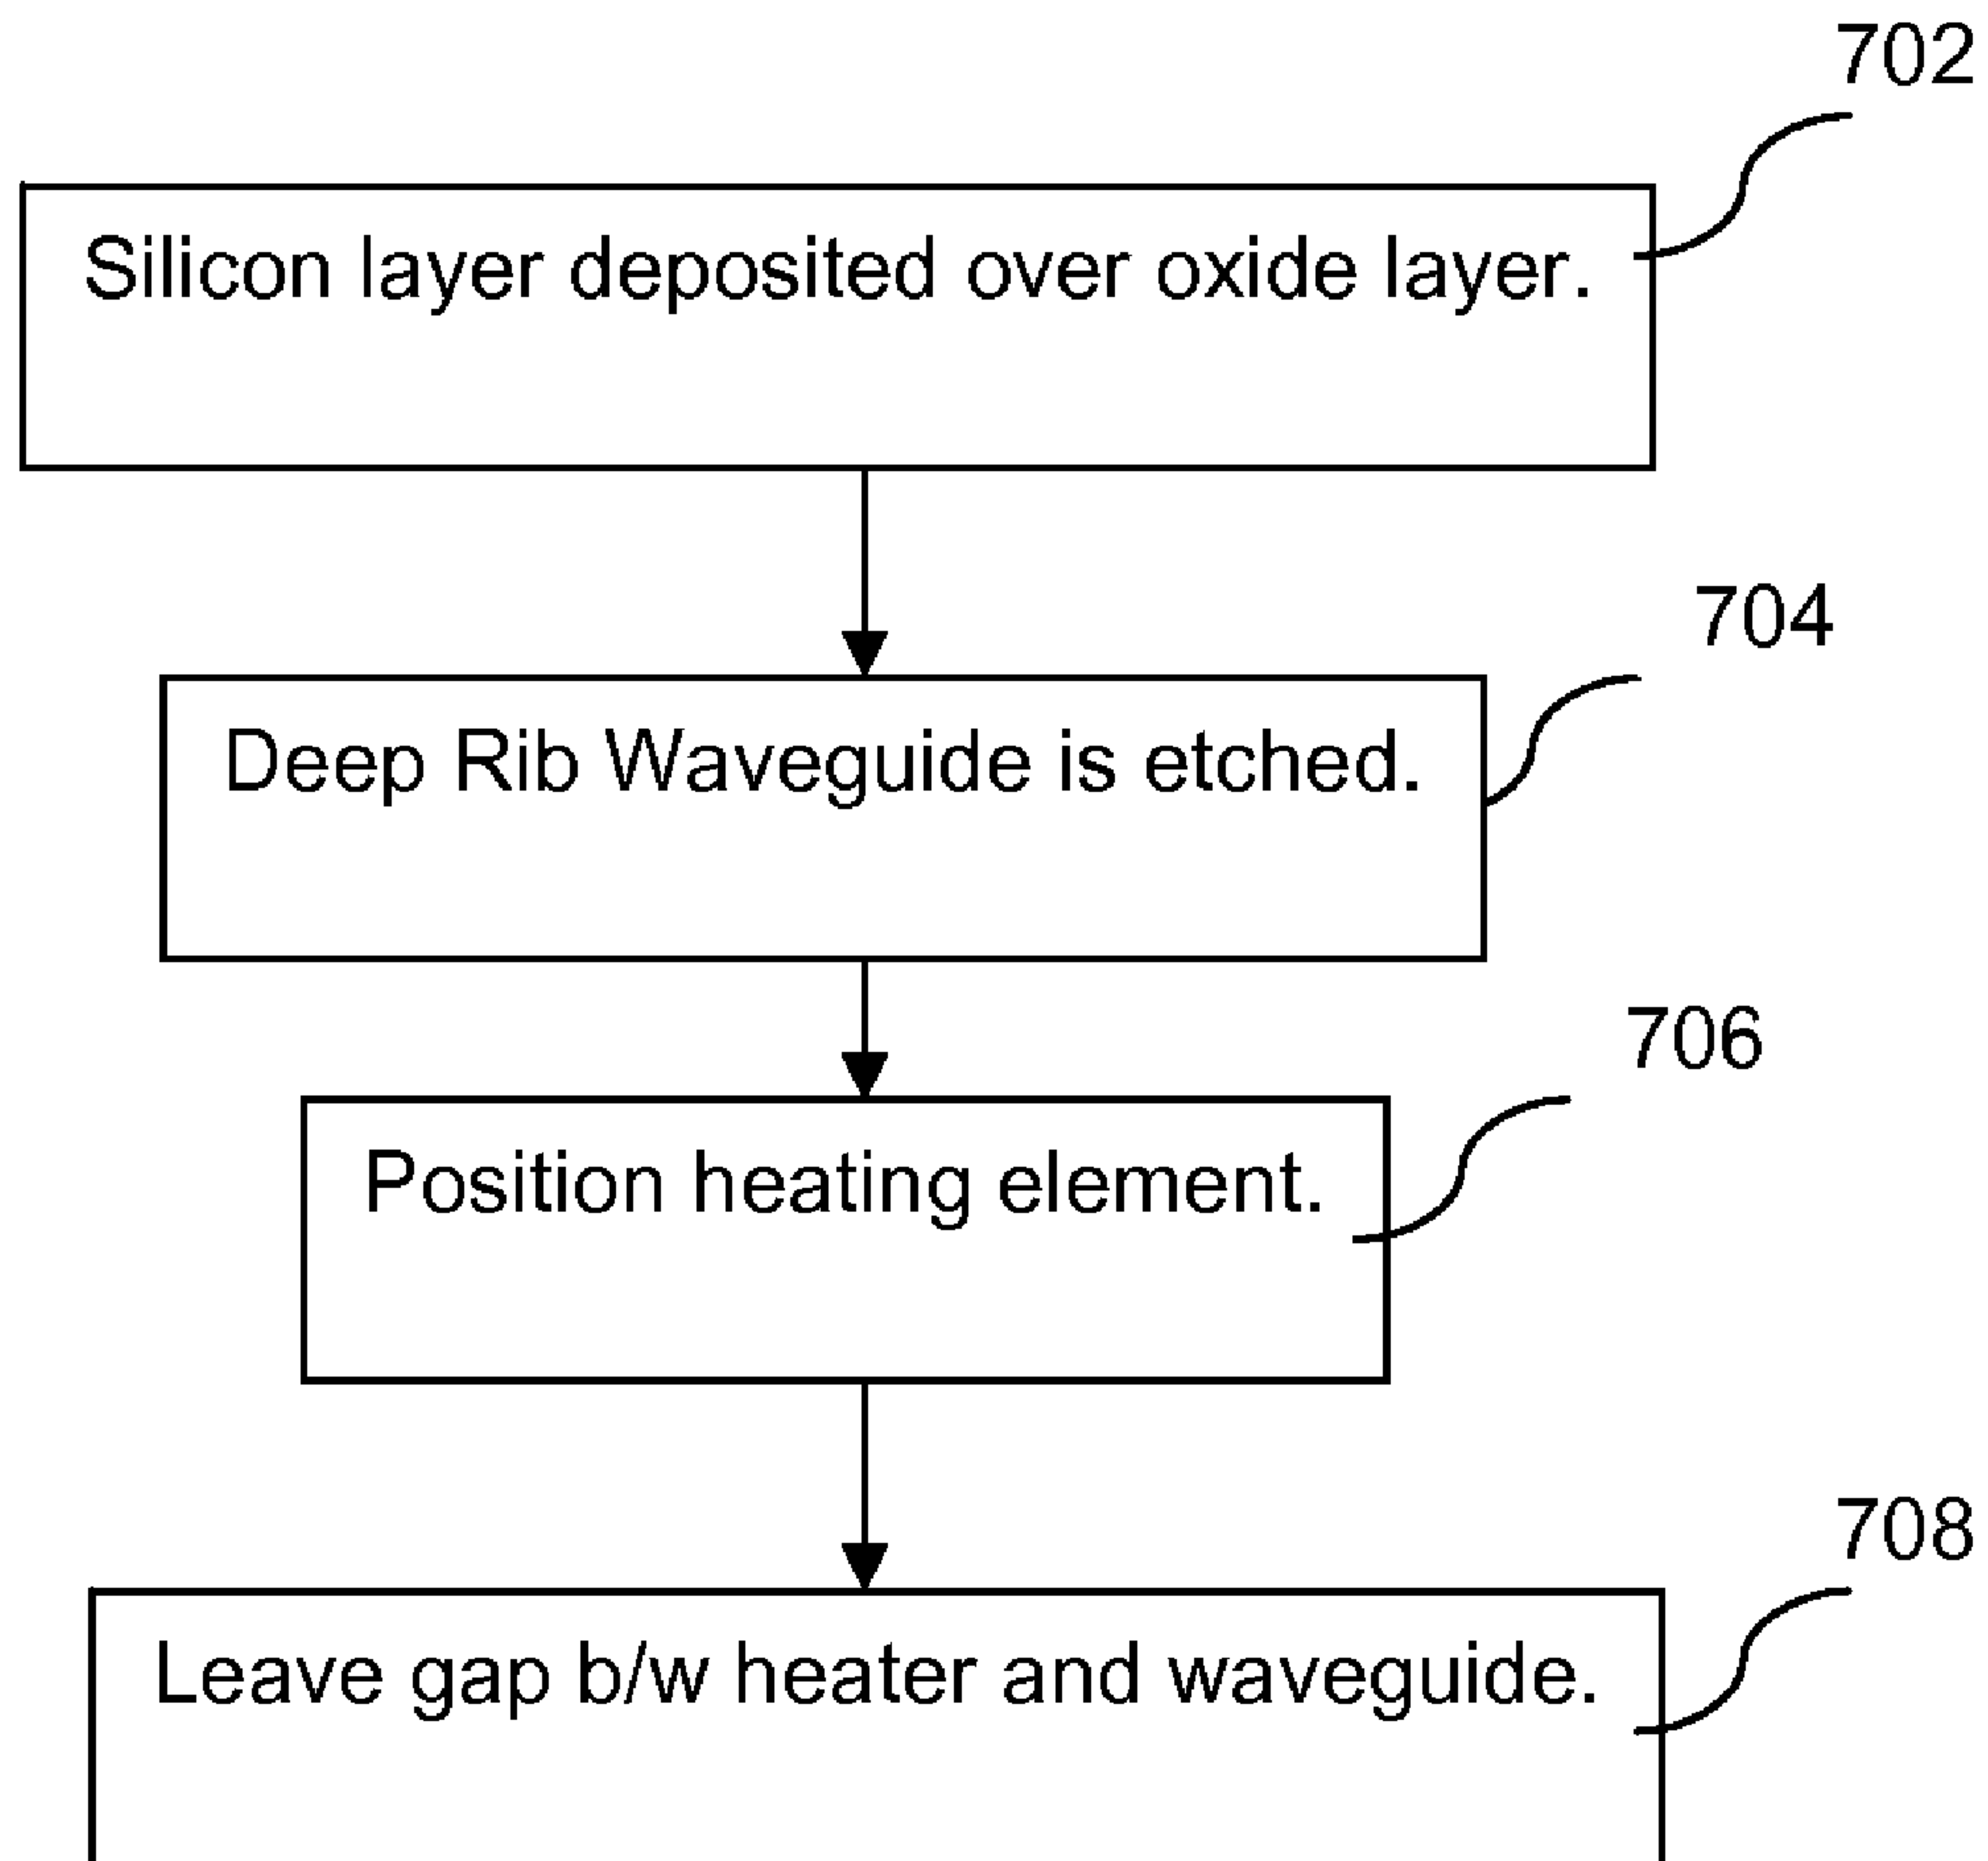 702
Silicon layer deposited over oxide layer.
704
Deep Rib Waveguide is etched.
706
Position heating element.
708
Leave gap b/w heater and waveguide.